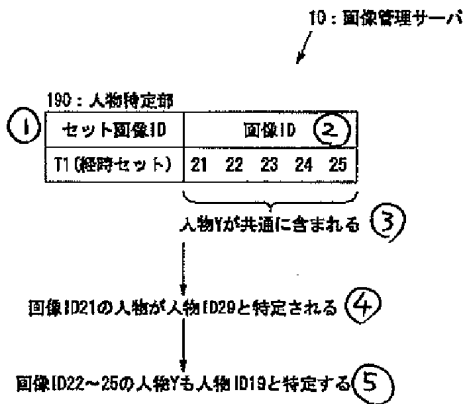 10:画像管理サーバ
190:人物特定部
① セット画像ID 画像ID ②
T1(経時セット) 21 22 23 24 25
人物Yが共通に含まれる ③
画像ID21の人物が人物ID29と特定される ④
画像ID22~25の人物Yも人物ID19と特定する ⑤